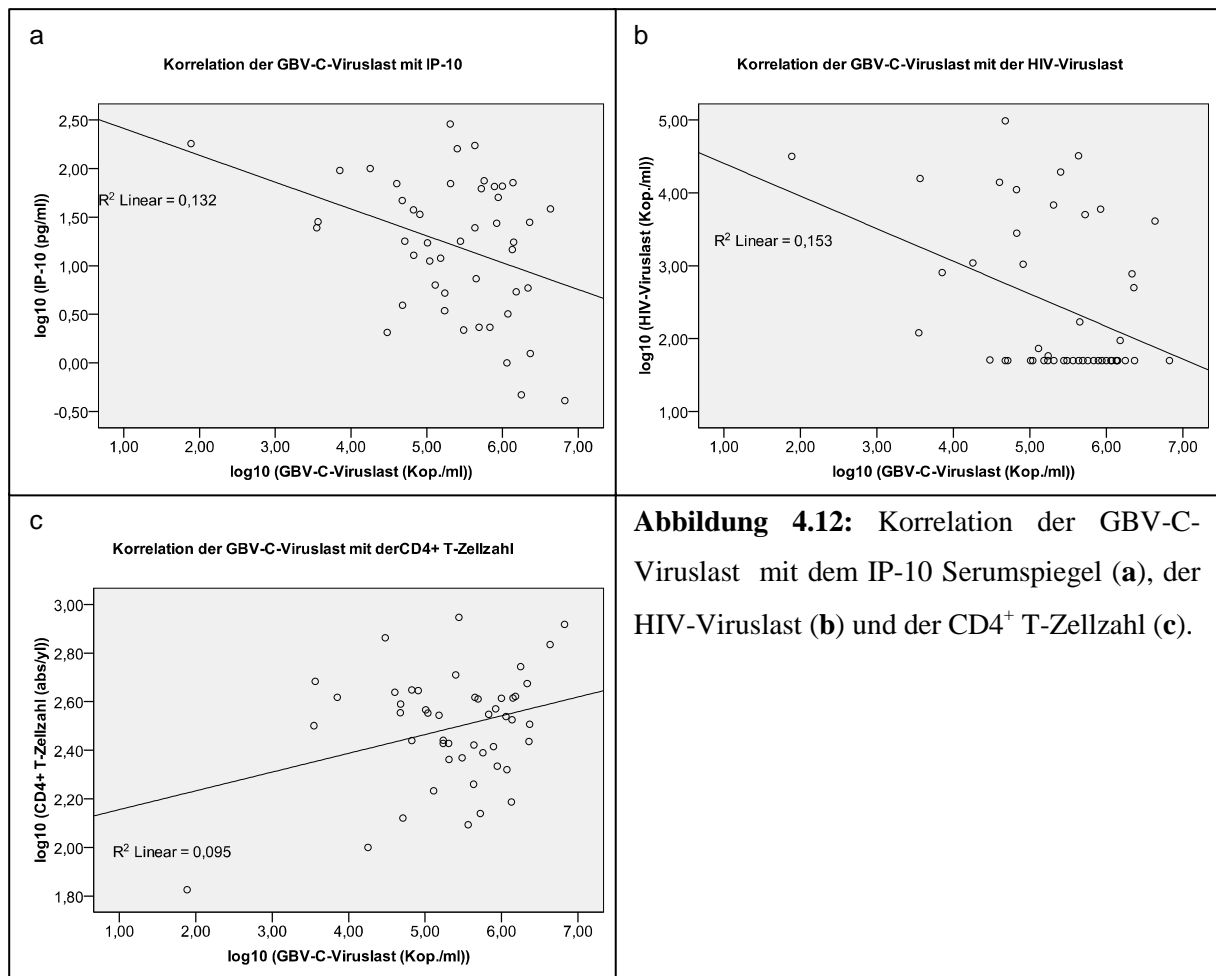 a
Korrelation der GBV-C-Viruslast mit IP-10
log10 (IP-10 (pg/ml))
2,50
2,00
1,50
1,00
0,50
0,00
-0,50
R² Linear = 0,132
1,00 2,00 3,00 4,00 5,00 6,00 7,00
log10 (GBV-C-Viruslast (Kop./ml))
b
Korrelation der GBV-C-Viruslast mit der HIV-Viruslast
log10 (HIV-Viruslast (Kop./ml))
5,00
4,00
3,00
2,00
1,00
R² Linear = 0,153
1,00 2,00 3,00 4,00 5,00 6,00 7,00
log10 (GBV-C-Viruslast (Kop./ml))
c
Korrelation der GBV-C-Viruslast mit derCD4+ T-Zellzahl
log10 (CD4+ T-Zellzahl (abs/yl))
3,00
2,80
2,60
2,40
2,20
2,00
1,80
R² Linear = 0,095
1,00 2,00 3,00 4,00 5,00 6,00 7,00
log10 (GBV-C-Viruslast (Kop./ml))
Abbildung 4.12: Korrelation der GBV-C-
Viruslast mit dem IP-10 Serumspiegel (a), der
HIV-Viruslast (b) und der CD4⁺ T-Zellzahl (c).